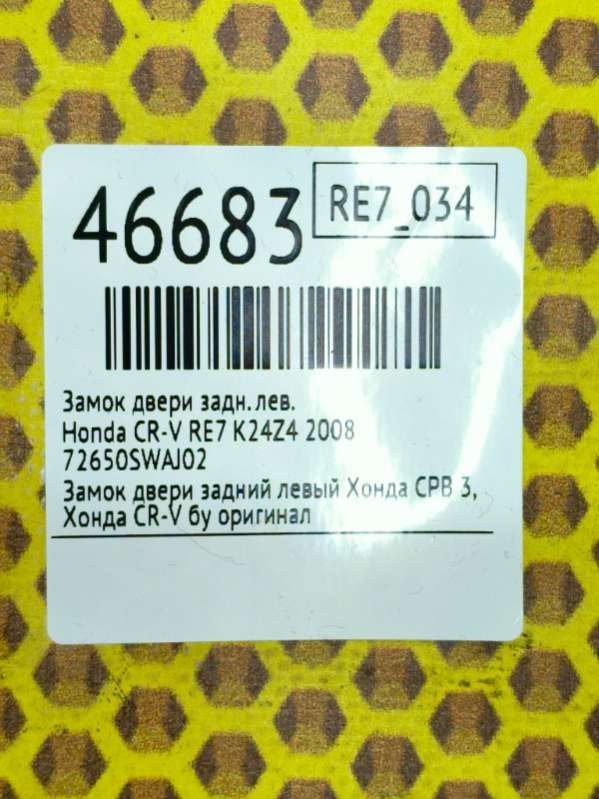 46683
RE7_034
Замок двери задн.лев.
Honda CR-V RE7 K24Z4 2008
72650SWAJ02
Замок двери задний левый Хонда СРВ 3,
Хонда CR-V бу оригинал